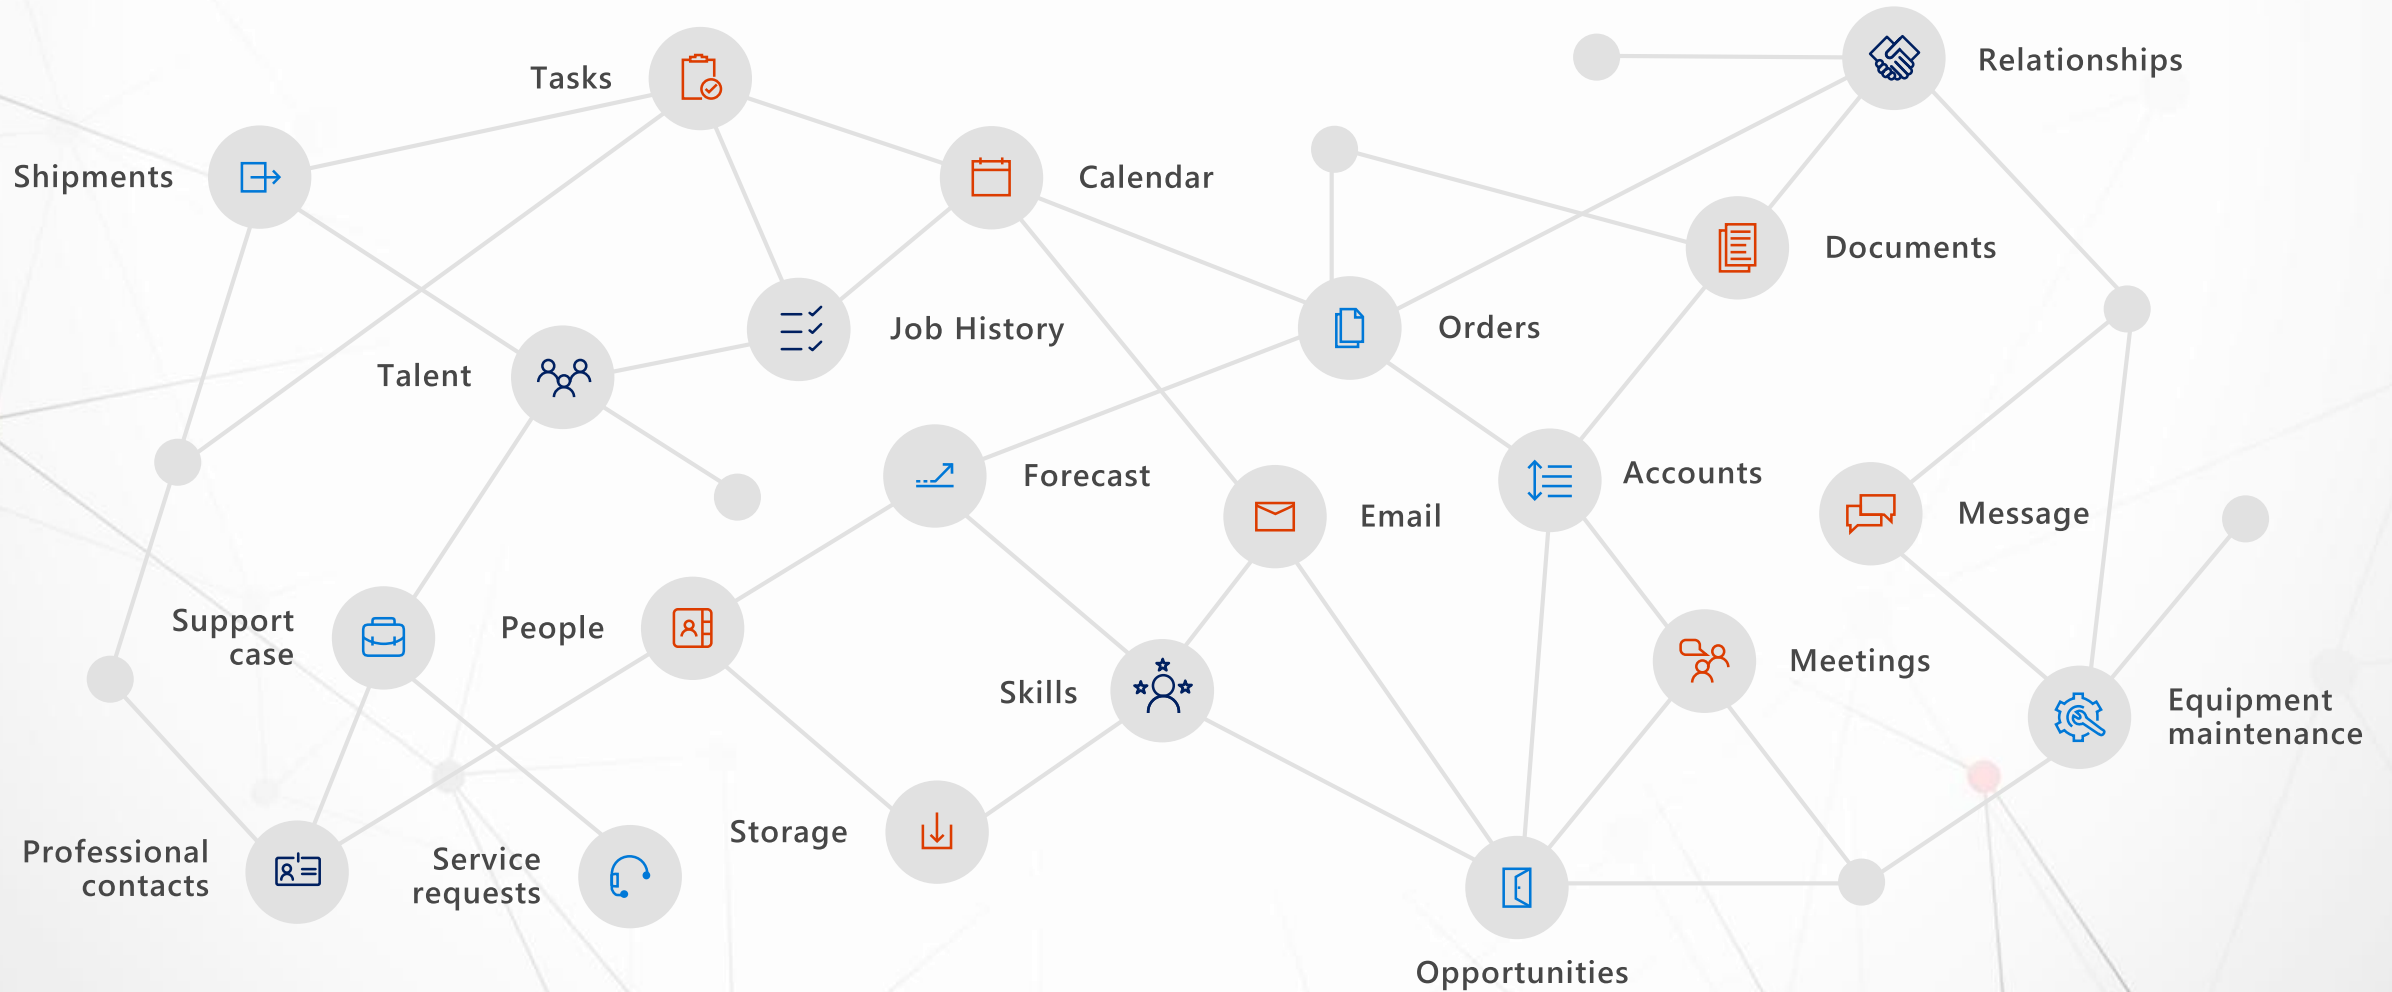 Relationships
Tasks
Shipments
Calendar
Documents
Job History
Orders
Talent
Forecast
Accounts
Email
Message
Support
case
People
Meetings
Skills
Equipment
maintenance
Storage
Professional
contacts
Service
requests
Opportunities